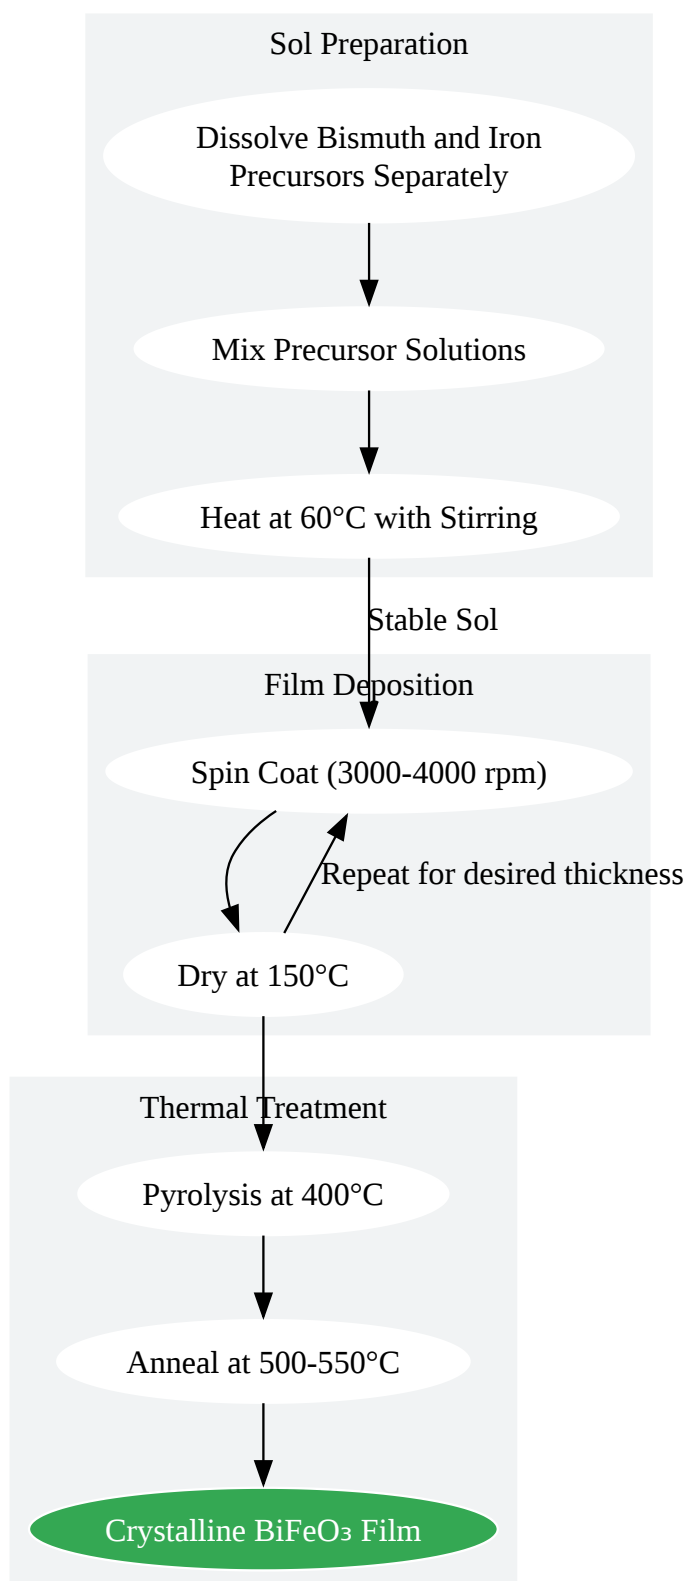 Sol Preparation
Dissolve Bismuth and Iron
Precursors Separately
Mix Precursor Solutions
Heat at 60°C with Stirring
Stable Sol
Film Deposition
Spin Coat (3000-4000 rpm)
Repeat for desired thickness
Dry at 150°C
Thermal Treatment
Pyrolysis at 400°C
Anneal at 500-550°C
Crystalline BiFeO₃ Film